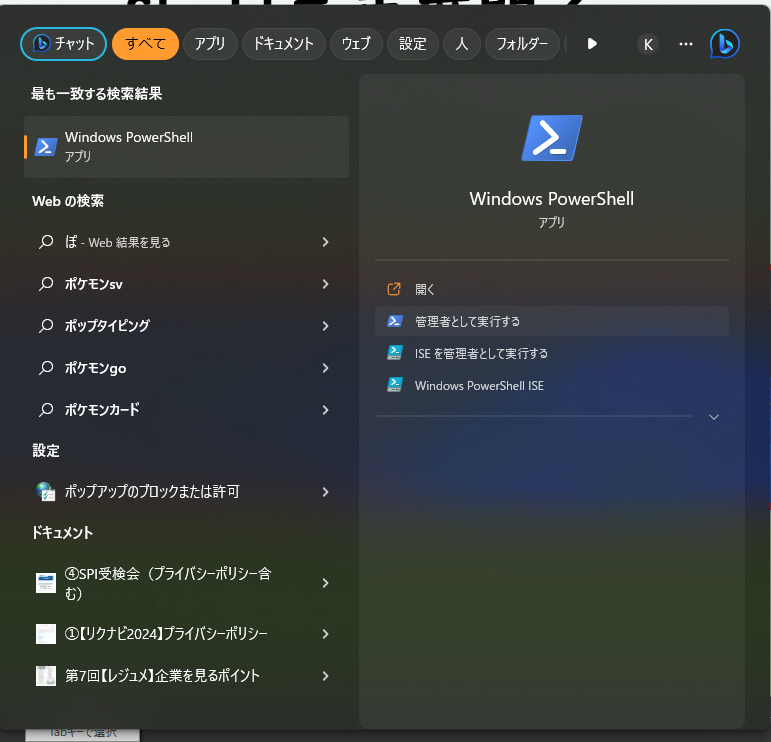 チャット
すべて
アプリ
ドキュメント
ウェブ
設定
人
フォルダー
K
最も一致する検索結果
Windows PowerShell
アプリ
Web の検索
ぽ - Web 結果を見る
ポケモンsv
ポップタイピング
ポケモンgo
ポケモンカード
設定
ポップアップのブロックまたは許可
ドキュメント
④SPI受検会（プライバシーポリシー含
む）
①【リクナビ2024】プライバシーポリシー
第7回【レジュメ】企業を見るポイント
Windows PowerShell
アプリ
開く
管理者として実行する
ISE を管理者として実行する
Windows PowerShell ISE
Tabキーで選択